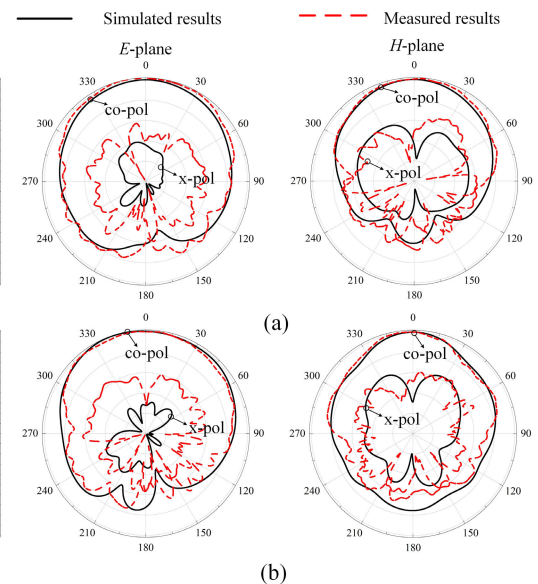 Simulated results Measured results
E-plane H-plane
0 0
330 30 330 30
co-pol co-pol
300 60 300 60
x-pol x-pol
270 90 270 90
240 120 240 120
210 150 210 150
180 180
(a)
0 0
330 30 330 30
co-pol co-pol
300 60 300 60
x-pol x-pol
270 90 270 90
240 120 240 120
210 150 210 150
180 180
(b)